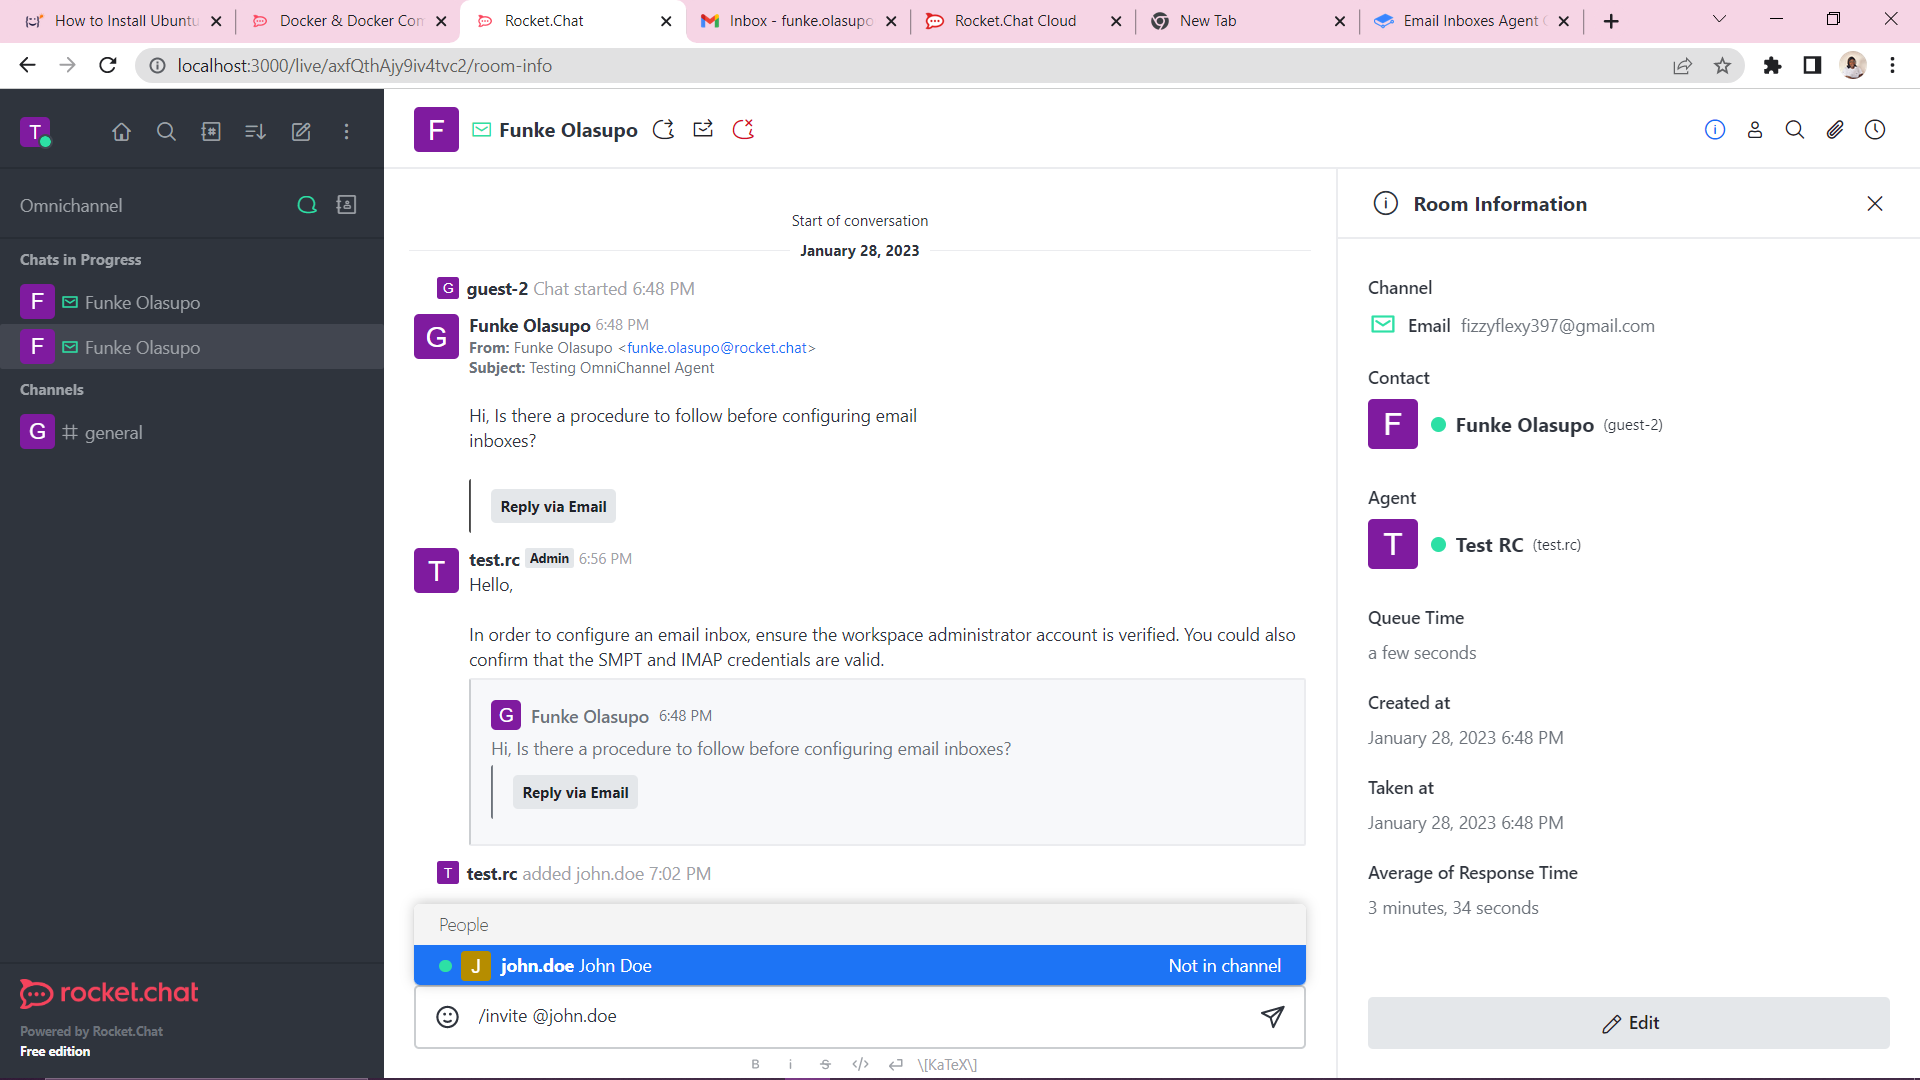 How to Install Ubuntu
Docker & Docker Com
Rocket.Chat
Inbox - funke.olasupo
Rocket.Chat Cloud
New Tab
Email Inboxes Agent
localhost:3000/live/axfQthAjy9iv4tvc2/room-info
T
F
Funke Olasupo
Omnichannel
Chats in Progress
F Funke Olasupo
F Funke Olasupo
Channels
G general
rocket.chat
Powered by Rocket.Chat
Free edition
Start of conversation
January 28, 2023
G guest-2 Chat started 6:48 PM
G Funke Olasupo 6:48 PM
From: Funke Olasupo <funke.olasupo@rocket.chat>
Subject: Testing OmniChannel Agent
Hi, Is there a procedure to follow before configuring email
inboxes?
Reply via Email
T test.rc Admin 6:56 PM
Hello,
In order to configure an email inbox, ensure the workspace administrator account is verified. You could also
confirm that the SMPT and IMAP credentials are valid.
G Funke Olasupo 6:48 PM
Hi, Is there a procedure to follow before configuring email inboxes?
Reply via Email
T test.rc added john.doe 7:02 PM
People
J john.doe John Doe Not in channel
/invite @john.doe
B i S </> \[KaTeX\]
Room Information
Channel
Email fizzyflexy397@gmail.com
Contact
F Funke Olasupo (guest-2)
Agent
T Test RC (test.rc)
Queue Time
a few seconds
Created at
January 28, 2023 6:48 PM
Taken at
January 28, 2023 6:48 PM
Average of Response Time
3 minutes, 34 seconds
Edit